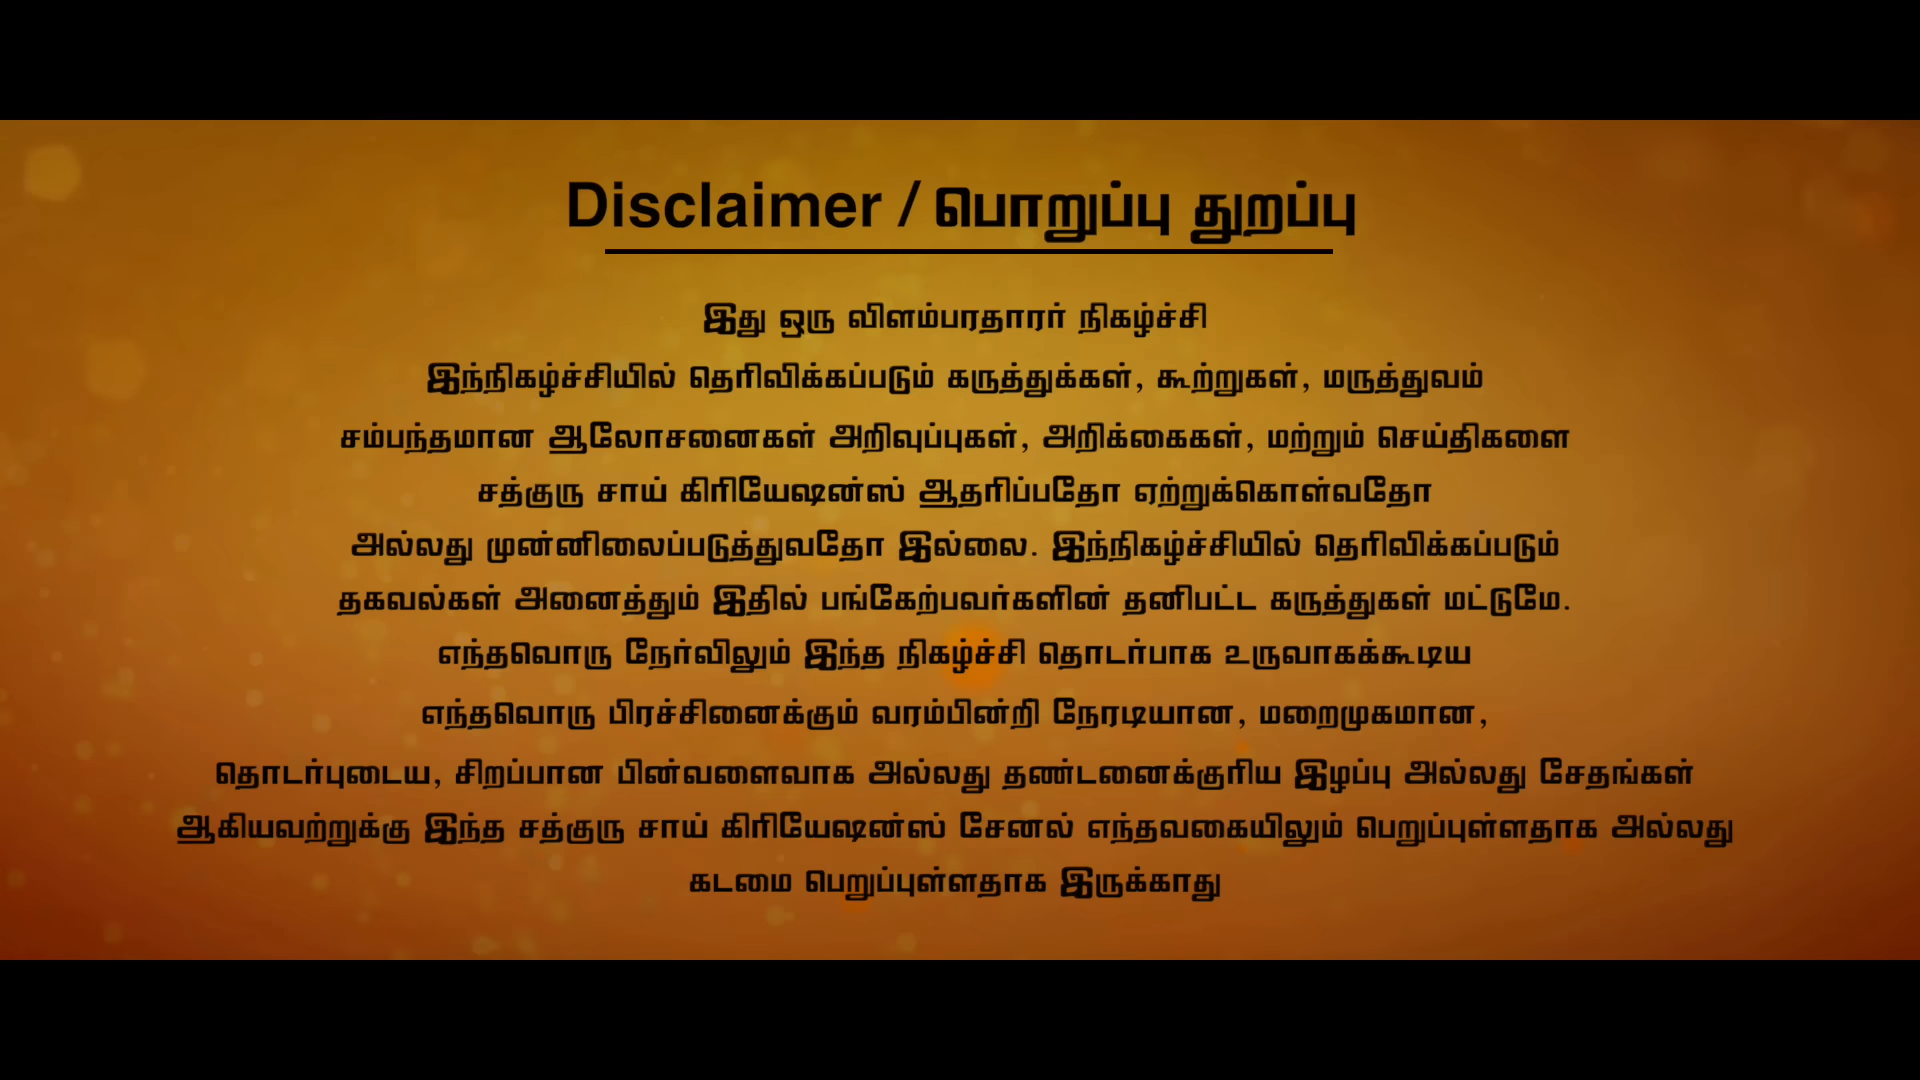 Disclaimer / பொறுப்பு துறப்பு
இது ஒரு விளம்பரதாரர் நிகழ்ச்சி
இந்நிகழ்ச்சியில் தெரிவிக்கப்படும் கருத்துக்கள், கூற்றுகள், மருத்துவம்
சம்பந்தமான ஆலோசனைகள் அறிவுப்புகள், அறிக்கைகள், மற்றும் செய்திகளை
சத்குரு சாய் கிரியேஷன்ஸ் ஆதரிப்பதோ ஏற்றுக்கொள்வதோ
அல்லது முன்னிலைப்படுத்துவதோ இல்லை. இந்நிகழ்ச்சியில் தெரிவிக்கப்படும்
தகவல்கள் அனைத்தும் இதில் பங்கேற்பவர்களின் தனிபட்ட கருத்துகள் மட்டுமே.
எந்தவொரு நேர்விலும் இந்த நிகழ்ச்சி தொடர்பாக உருவாகக்கூடிய
எந்தவொரு பிரச்சினைக்கும் வரம்பின்றி நேரடியான, மறைமுகமான,
தொடர்புடைய, சிறப்பான பின்வளைவாக அல்லது தண்டனைக்குரிய இழப்பு அல்லது சேதங்கள்
ஆகியவற்றுக்கு இந்த சத்குரு சாய் கிரியேஷன்ஸ் சேனல் எந்தவகையிலும் பெறுப்புள்ளதாக அல்லது
கடமை பெறுப்புள்ளதாக இருக்காது